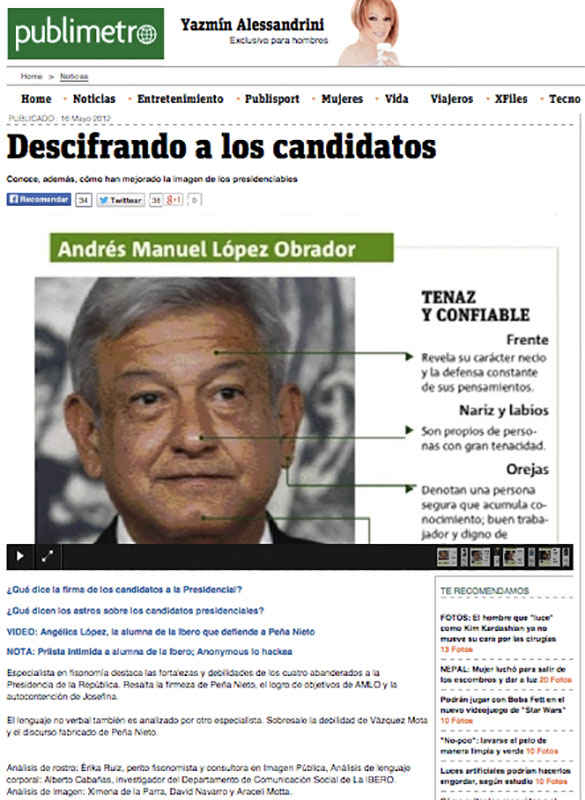 publimetro
Yazmín Alessandrini
Exclusivo para hombres
Home > Noticias
Home Noticias Entretenimiento Publisport Mujeres Vida Viajeros XFiles Tecno
PUBLICADO : 16 Mayo 2012
Descifrando a los candidatos
Conoce, además, cómo han mejorado la imagen de los presidenciables
Recomendar 34 Twittear 38 g+1 0
Andrés Manuel López Obrador
TENAZ
Y CONFIABLE
Frente
Revela su carácter necio
y la defensa constante
de sus pensamientos.
Nariz y labios
Son propios de perso-
nas con gran tenacidad.
Orejas
Denotan una persona
segura que acumula co-
nocimiento; buen traba-
jador y digno de
¿Qué dice la firma de los candidatos a la Presidencial?
¿Qué dicen los astros sobre los candidatos presidenciales?
VIDEO: Angélica López, la alumna de la Ibero que defiende a Peña Nieto
NOTA: Priista intimida a alumna de la Ibero; Anonymous lo hackea
Especialista en fisonomía destaca las fortalezas y debilidades de los cuatro abanderados a la
Presidencia de la República. Resalta la firmeza de Peña Nieto, el logro de objetivos de AMLO y la
autocontención de Josefina.
El lenguaje no verbal también es analizado por otro especialista. Sobresale la debilidad de Vázquez Mota
y el discurso fabricado de Peña Nieto.
Análisis de rostro: Érika Ruiz, perito fisonomista y consultora en Imagen Pública, Análisis de lenguaje
corporal: Alberto Cabañas, investigador del Departamento de Comunicación Social de La IBERO.
Análisis de Imagen: Ximena de la Parra, David Navarro y Araceli Motta.
TE RECOMENDAMOS
FOTOS: El hombre que "luce"
como Kim Kardashian ya no
mueve su cara por las cirugías
13 Fotos
NEPAL: Mujer luchó para salir de
los escombros y dar a luz 20 Fotos
Podrán jugar con Boba Fett en el
nuevo videojuego de "Star Wars"
10 Fotos
"No-poo": lavarse el pelo de
manera limpia y verde 10 Fotos
Luces artificiales podrían hacerlos
engordar, según estudio 10 Fotos